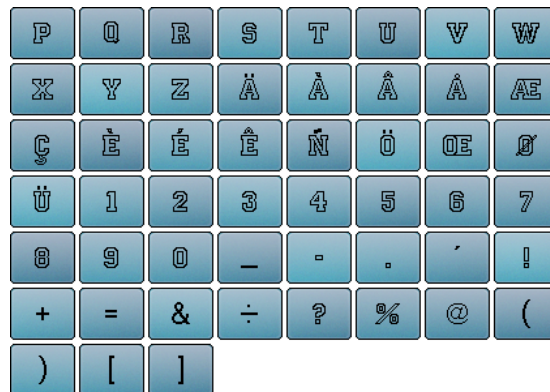 P Q R S T U V W
X Y Z Ä À Â Å Æ
Ç È É Ê Ñ Ö Œ Ø
Ü 1 2 3 4 5 6 7
8 9 0 _ - . ´ !
+ = & ÷ ? % @ (
) [ ]